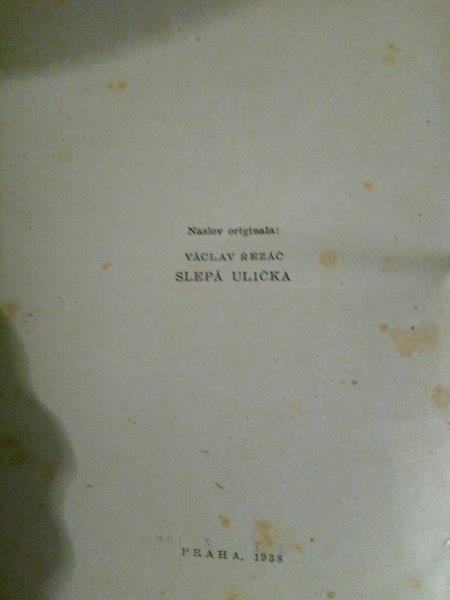 Naslov originala:
VÁCLAV ŘEZÁČ
SLEPÁ ULIČKA
PRAHA, 1938